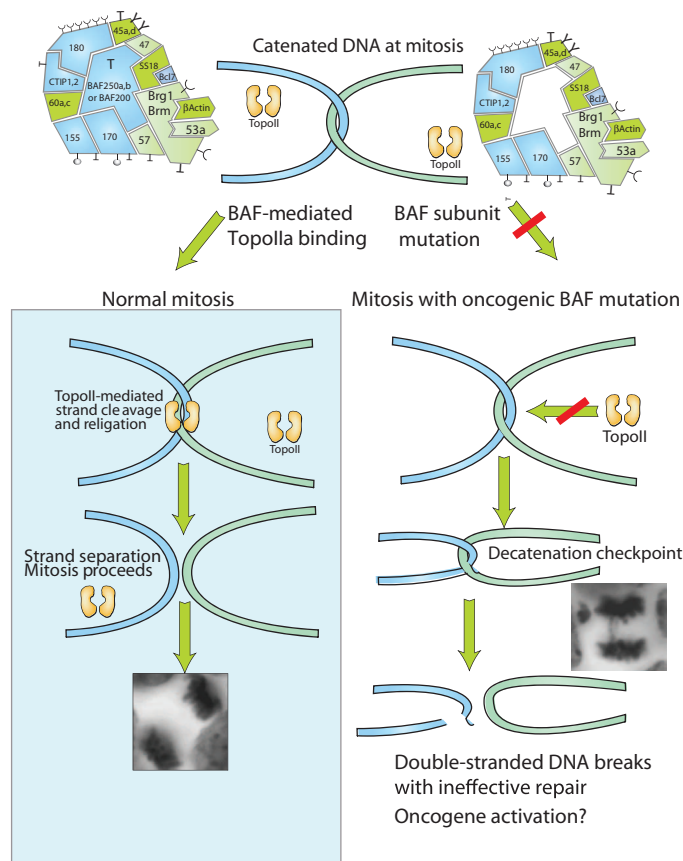 45a,d
180
47
T
SS18
Bcl7
CTIP1,2
BAF250a,b
or BAF200
Brg1
Brm
βActin
60a,c
53a
155
170
57
Catenated DNA at mitosis
TopoII
TopoII
45a,d
180
47
SS18
Bcl7
CTIP1,2
Brg1
Brm
βActin
60a,c
53a
155
170
57
T
BAF-mediated
TopoIIa binding
BAF subunit
mutation
Normal mitosis
Mitosis with oncogenic BAF mutation
TopoII-mediated
strand cleavage
and religation
TopoII
TopoII
Strand separation
Mitosis proceeds
Decatenation checkpoint
Double-stranded DNA breaks
with ineffective repair
Oncogene activation?